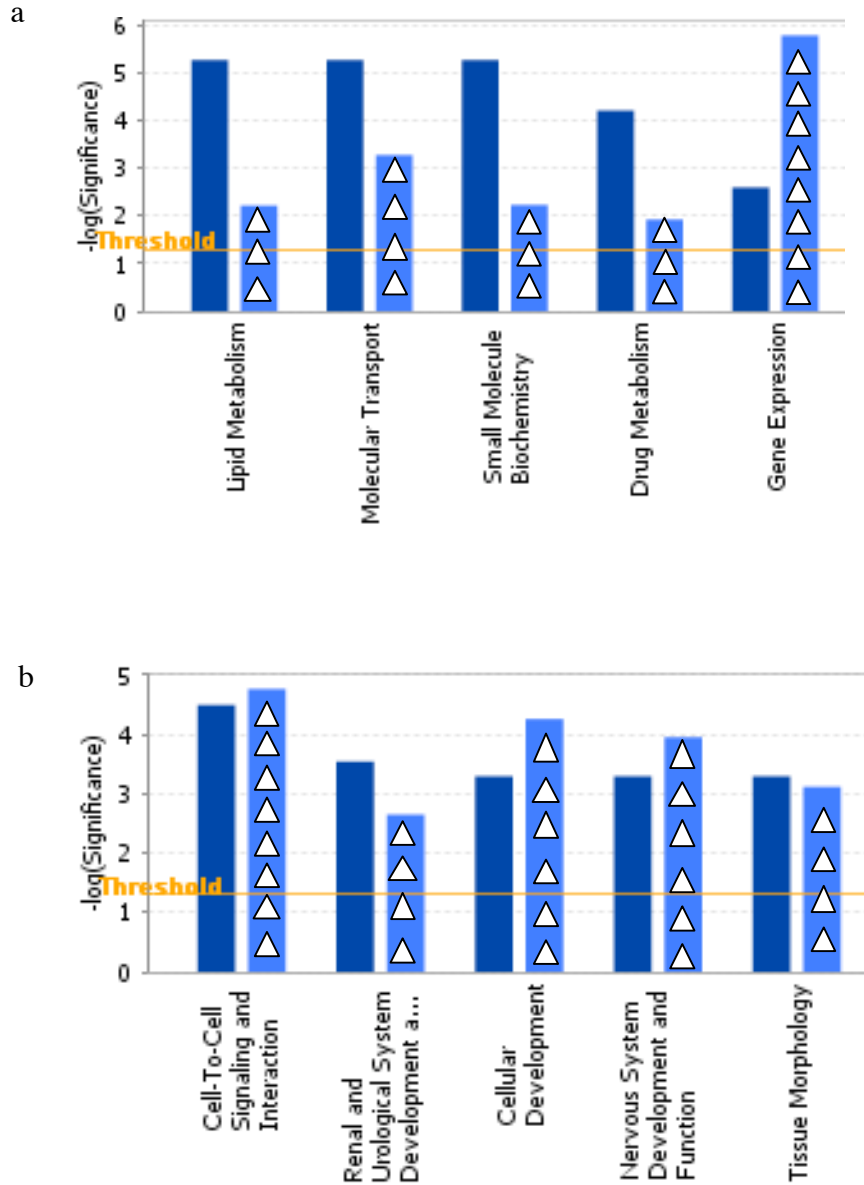 a
6
5
4
3
2
1
0
-log(Significance)
Threshold
Lipid Metabolism
Molecular Transport
Small Molecule
Biochemistry
Drug Metabolism
Gene Expression
b
5
4
3
2
1
0
-log(Significance)
Threshold
Cell-To-Cell
Signaling and
Interaction
Renal and
Urological System
Development a...
Cellular
Development
Nervous System
Development and
Function
Tissue Morphology